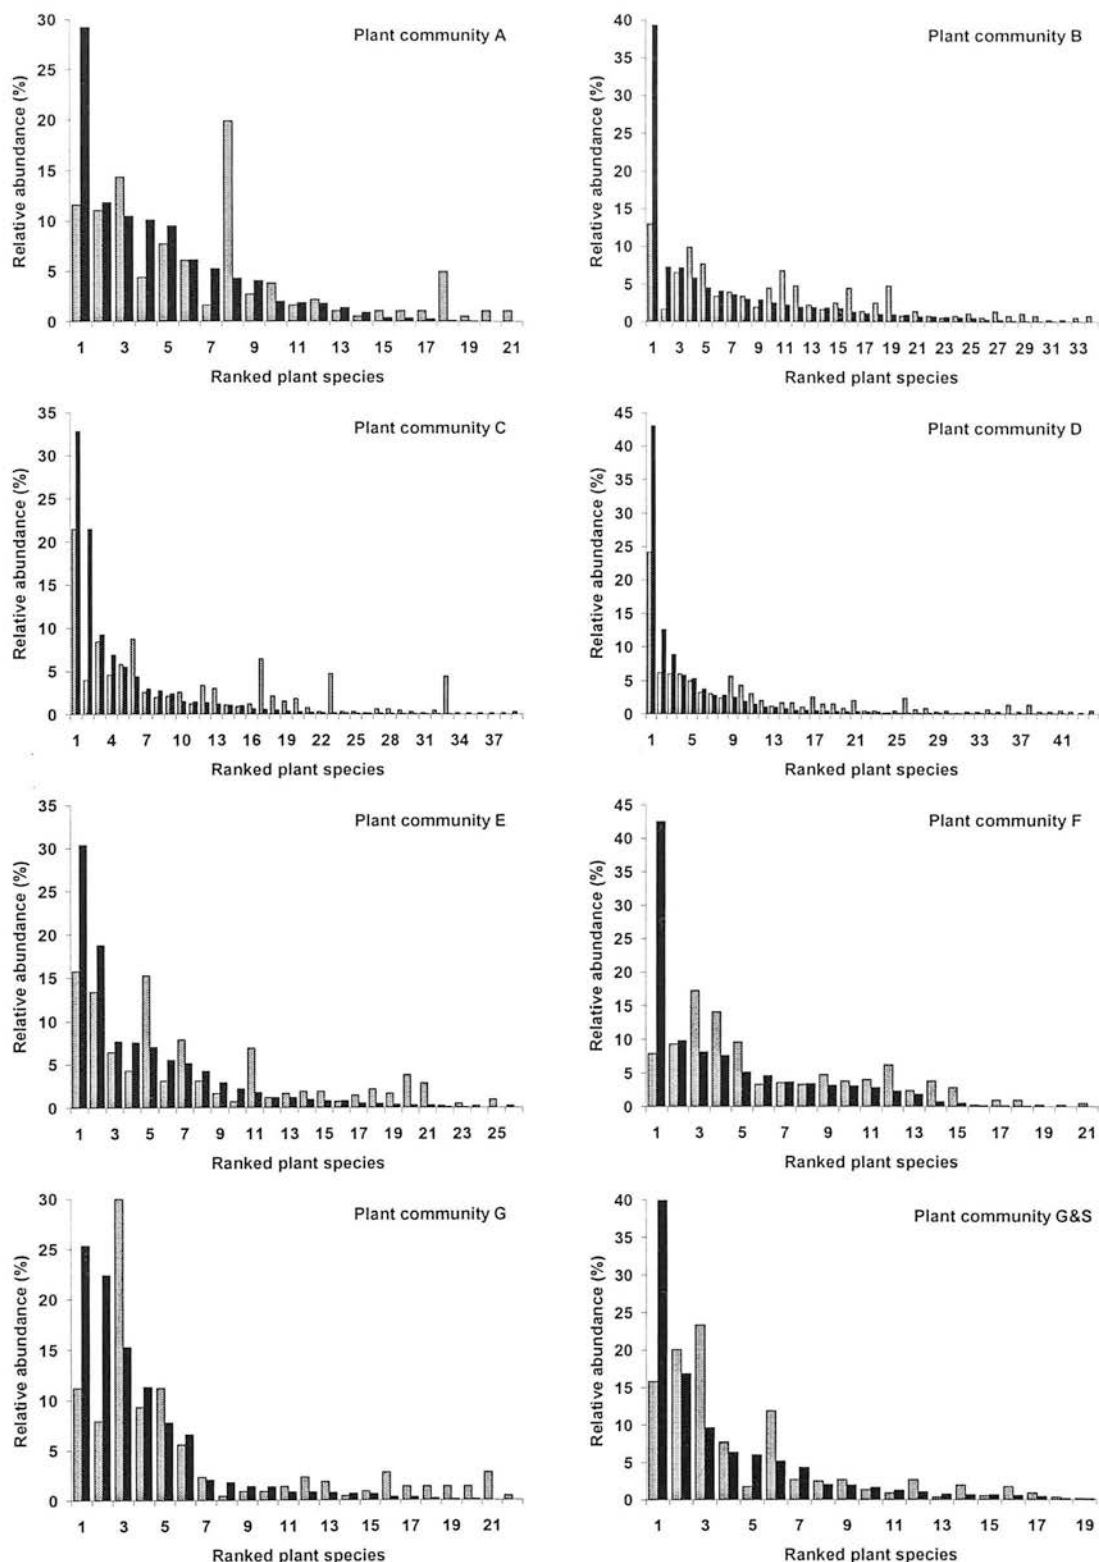 Plant community A
Relative abundance (%)
30
25
20
15
10
5
0
1 3 5 7 9 11 13 15 17 19 21
Ranked plant species
Plant community B
Relative abundance (%)
40
35
30
25
20
15
10
5
0
1 3 5 7 9 11 13 15 17 19 21 23 25 27 29 31 33
Ranked plant species
Plant community C
Relative abundance (%)
35
30
25
20
15
10
5
0
1 4 7 10 13 16 19 22 25 28 31 34 37
Ranked plant species
Plant community D
Relative abundance (%)
45
40
35
30
25
20
15
10
5
0
1 5 9 13 17 21 25 29 33 37 41
Ranked plant species
Plant community E
Relative abundance (%)
35
30
25
20
15
10
5
0
1 3 5 7 9 11 13 15 17 19 21 23 25
Ranked plant species
Plant community F
Relative abundance (%)
45
40
35
30
25
20
15
10
5
0
1 3 5 7 9 11 13 15 17 19 21
Ranked plant species
Plant community G
Relative abundance (%)
30
25
20
15
10
5
0
1 3 5 7 9 11 13 15 17 19 21
Ranked plant species
Plant community G&S
Relative abundance (%)
40
35
30
25
20
15
10
5
0
1 3 5 7 9 11 13 15 17 19
Ranked plant species